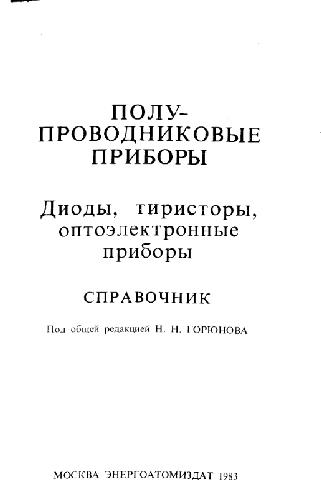 ПОЛУ-
ПРОВОДНИКОВЫЕ
ПРИБОРЫ
Диоды, тиристоры,
оптоэлектронные
приборы
СПРАВОЧНИК
Под общей редакцией Н. Н. ГОРЮНОВА
МОСКВА ЭНЕРГОАТОМИЗДАТ 1983